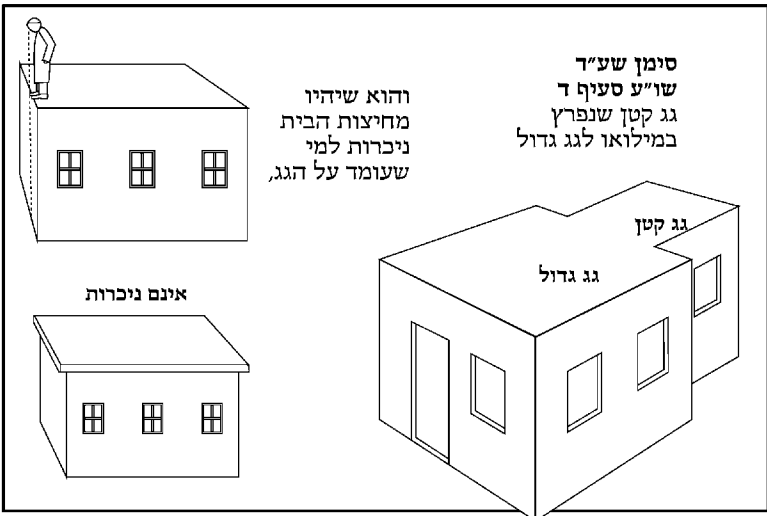 סימן שע״ד
שו״ע סעיף ד
גג קטן שנפרץ
במילואו לגג גדול
והוא שיהיו
מחיצות הבית
ניכרות למי
שעומד על הגג,
גג קטן
גג גדול
אינם ניכרות